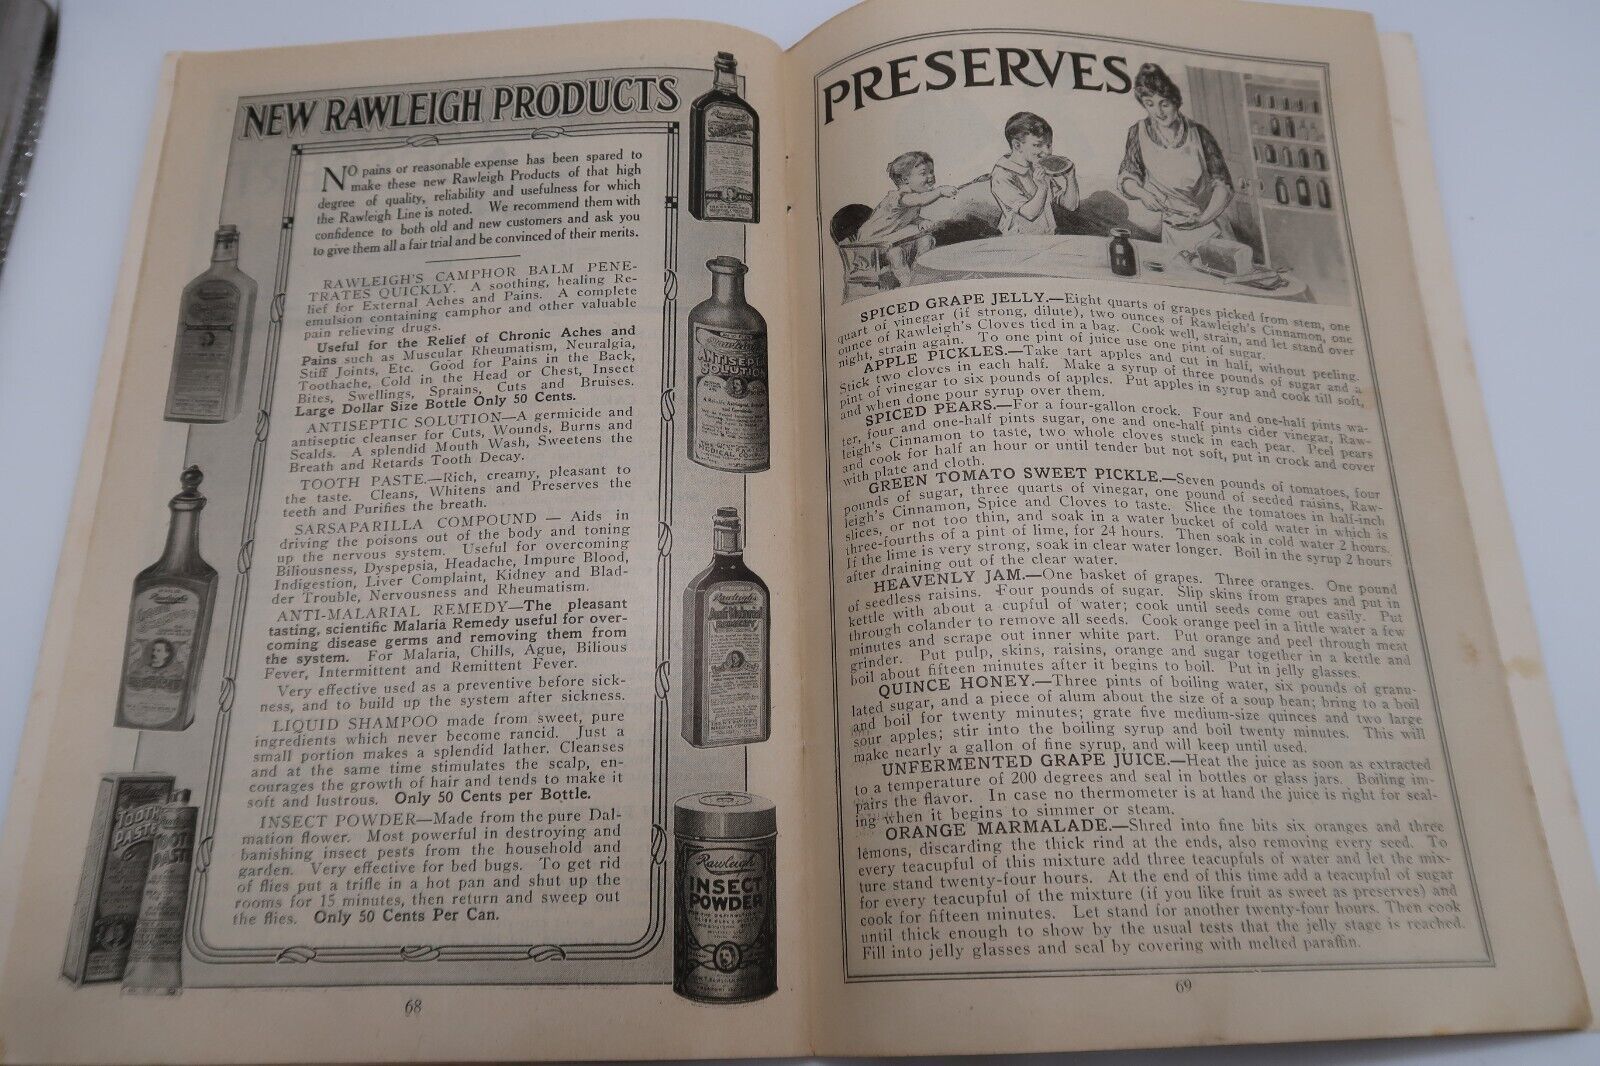 NEW RAWLEIGH PRODUCTS
NO pains or reasonable expense has been spared to
make these new Rawleigh Products of that high
degree of quality, reliability and usefulness for which
the Rawleigh Line is noted. We recommend them with
confidence to both old and new customers and ask you
to give them all a fair trial and be convinced of their merits.
RAWLEIGH'S CAMPHOR BALM PENE-
TRATES QUICKLY. A soothing, healing Re-
lief for External Aches and Pains. A complete
emulsion containing camphor and other valuable
pain relieving drugs.
Useful for the Relief of Chronic Aches and
Pains such as Muscular Rheumatism, Neuralgia,
Stiff Joints, Etc. Good for Pains in the Back,
Toothache, Cold in the Head or Chest, Insect
Bites, Swellings, Sprains, Cuts and Bruises.
Large Dollar Size Bottle Only 50 Cents.
ANTISEPTIC SOLUTION—A germicide and
antiseptic cleanser for Cuts, Wounds, Burns and
Scalds. A splendid Mouth Wash, Sweetens the
Breath and Retards Tooth Decay.
TOOTH PASTE.—Rich, creamy, pleasant to
the taste. Cleans, Whitens and Preserves the
teeth and Purifies the breath.
SARSAPARILLA COMPOUND — Aids in
driving the poisons out of the body and toning
up the nervous system. Useful for overcoming
Biliousness, Dyspepsia, Headache, Impure Blood,
Indigestion, Liver Complaint, Kidney and Blad-
der Trouble, Nervousness and Rheumatism.
ANTI-MALARIAL REMEDY—The pleasant
tasting, scientific Malaria Remedy useful for over-
coming disease germs and removing them from
the system. For Malaria, Chills, Ague, Bilious
Fever, Intermittent and Remittent Fever.
Very effective used as a preventive before sick-
ness, and to build up the system after sickness.
LIQUID SHAMPOO made from sweet, pure
ingredients which never become rancid. Just a
small portion makes a splendid lather. Cleanses
and at the same time stimulates the scalp, en-
courages the growth of hair and tends to make it
soft and lustrous. Only 50 Cents per Bottle.
INSECT POWDER—Made from the pure Dal-
mation flower. Most powerful in destroying and
banishing insect pests from the household and
garden. Very effective for bed bugs. To get rid
of flies put a trifle in a hot pan and shut up the
rooms for 15 minutes, then return and sweep out
the flies. Only 50 Cents Per Can.
Rawleigh's
ANTISEPTIC
SOLUTION
Rawleigh's
Anti Malarial
REMEDY
Rawleigh
INSECT
POWDER
TOOTH
PASTE
TOOTH
PASTE
68
PRESERVES
SPICED GRAPE JELLY.—Eight quarts of grapes picked from stem, one
quart of vinegar (if strong, dilute), two ounces of Rawleigh's Cinnamon, one
ounce of Rawleigh's Cloves tied in a bag. Cook well, strain, and let stand over
night, strain again. To one pint of juice use one pint of sugar.
APPLE PICKLES.—Take tart apples and cut in half, without peeling.
Stick two cloves in each half. Make a syrup of three pounds of sugar and a
pint of vinegar to six pounds of apples. Put apples in syrup and cook till soft,
and when done pour syrup over them.
SPICED PEARS.—For a four-gallon crock. Four and one-half pints wa-
ter, four and one-half pints sugar, one and one-half pints cider vinegar, Raw-
leigh's Cinnamon to taste, two whole cloves stuck in each pear. Peel pears
and cook for half an hour or until tender but not soft, put in crock and cover
with plate and cloth.
GREEN TOMATO SWEET PICKLE.—Seven pounds of tomatoes, four
pounds of sugar, three quarts of vinegar, one pound of seeded raisins, Raw-
leigh's Cinnamon, Spice and Cloves to taste. Slice the tomatoes in half-inch
slices, or not too thin, and soak in a water bucket of cold water in which is
three-fourths of a pint of lime, for 24 hours. Then soak in cold water 2 hours.
If the lime is very strong, soak in clear water longer. Boil in the syrup 2 hours
after draining out of the clear water.
HEAVENLY JAM.—One basket of grapes. Three oranges. One pound
of seedless raisins. Four pounds of sugar. Slip skins from grapes and put in
kettle with about a cupful of water; cook until seeds come out easily. Put
through colander to remove all seeds. Cook orange peel in a little water a few
minutes and scrape out inner white part. Put orange and peel through meat
grinder. Put pulp, skins, raisins, orange and sugar together in a kettle and
boil about fifteen minutes after it begins to boil. Put in jelly glasses.
QUINCE HONEY.—Three pints of boiling water, six pounds of granu-
lated sugar, and a piece of alum about the size of a soup bean; bring to a boil
and boil for twenty minutes; grate five medium-size quinces and two large
sour apples; stir into the boiling syrup and boil twenty minutes. This will
make nearly a gallon of fine syrup, and will keep until used.
UNFERMENTED GRAPE JUICE.—Heat the juice as soon as extracted
to a temperature of 200 degrees and seal in bottles or glass jars. Boiling im-
pairs the flavor. In case no thermometer is at hand the juice is right for seal-
ing when it begins to simmer or steam.
ORANGE MARMALADE.—Shred into fine bits six oranges and three
lemons, discarding the thick rind at the ends, also removing every seed. To
every teacupful of this mixture add three teacupfuls of water and let the mix-
ture stand twenty-four hours. At the end of this time add a teacupful of sugar
for every teacupful of the mixture (if you like fruit as sweet as preserves) and
cook for fifteen minutes. Let stand for another twenty-four hours. Then cook
until thick enough to show by the usual tests that the jelly stage is reached.
Fill into jelly glasses and seal by covering with melted paraffin.
69